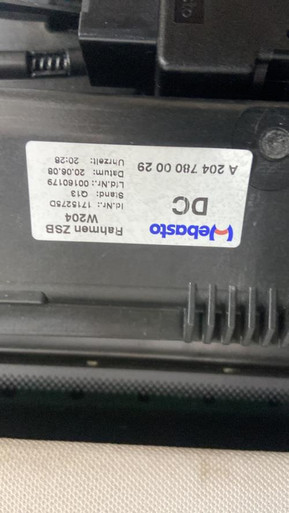 Webasto
Rahmen ZSB
W204
DC
Id.Nr.: 1715275D
Stand: Q13
Lid.Nr.: 00160179
Datum: 20.06.08
Uhrzeit: 20:28
A 204 780 00 29